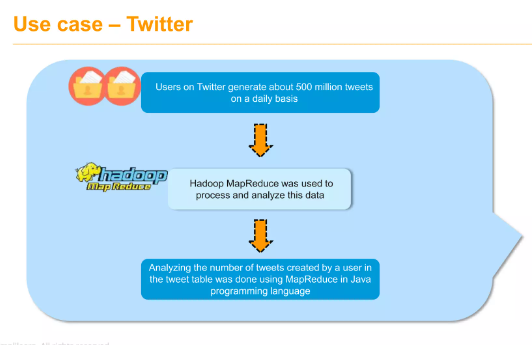 Use case – Twitter
Users on Twitter generate about 500 million tweets
on a daily basis
hadoop
Map Reduce
Hadoop MapReduce was used to
process and analyze this data
Analyzing the number of tweets created by a user in
the tweet table was done using MapReduce in Java
programming language